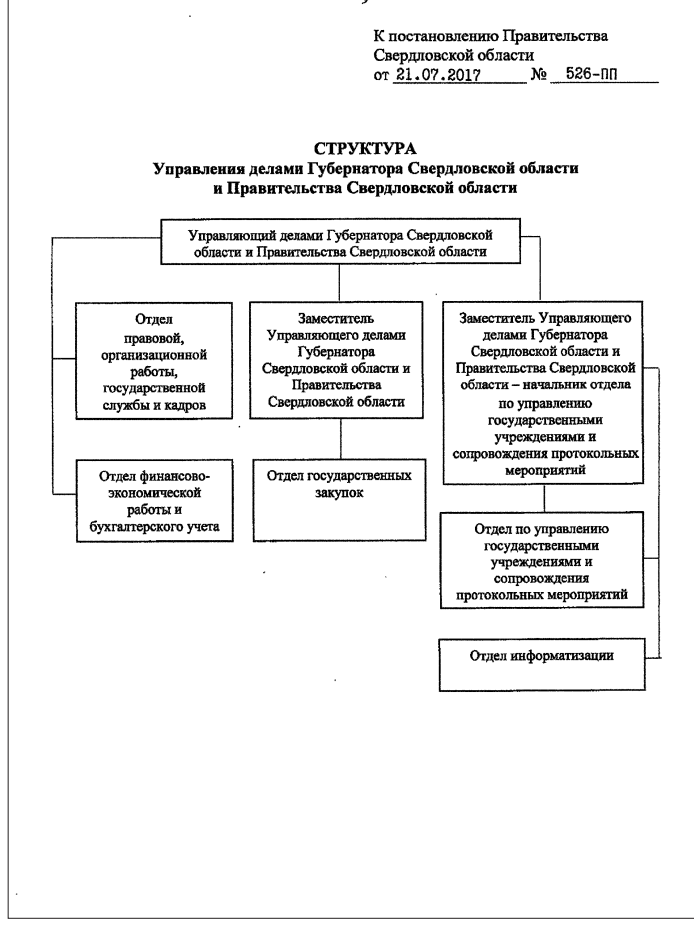 К постановлению Правительства
Свердловской области
от 21.07.2017 № 526-ПП
СТРУКТУРА
Управления делами Губернатора Свердловской области
и Правительства Свердловской области
Управляющий делами Губернатора Свердловской
области и Правительства Свердловской области
Отдел
правовой,
организационной
работы,
государственной
службы и кадров
Заместитель
Управляющего делами
Губернатора
Свердловской области и
Правительства
Свердловской области
Заместитель Управляющего
делами Губернатора
Свердловской области и
Правительства Свердловской
области – начальник отдела
по управлению
государственными
учреждениями и
сопровождения протокольных
мероприятий
Отдел финансово-
экономической
работы и
бухгалтерского учета
Отдел государственных
закупок
Отдел по управлению
государственными
учреждениями и
сопровождения
протокольных мероприятий
Отдел информатизации